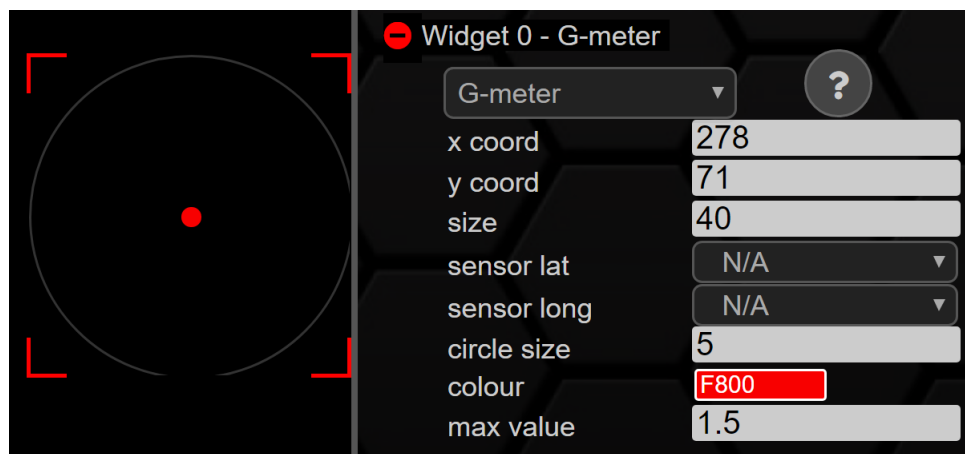 Widget 0 - G-meter
G-meter ?
x coord 278
y coord 71
size 40
sensor lat N/A
sensor long N/A
circle size 5
colour F800
max value 1.5